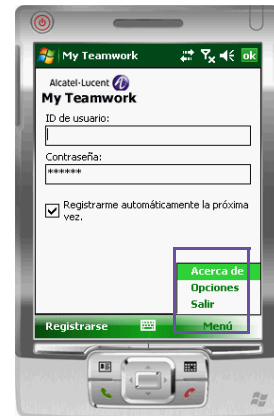 My Teamwork
ok
Alcatel·Lucent
My Teamwork
ID de usuario:
Contraseña:
******
Registrarme automáticamente la próxima
vez.
Acerca de
Opciones
Salir
Registrarse
Menú